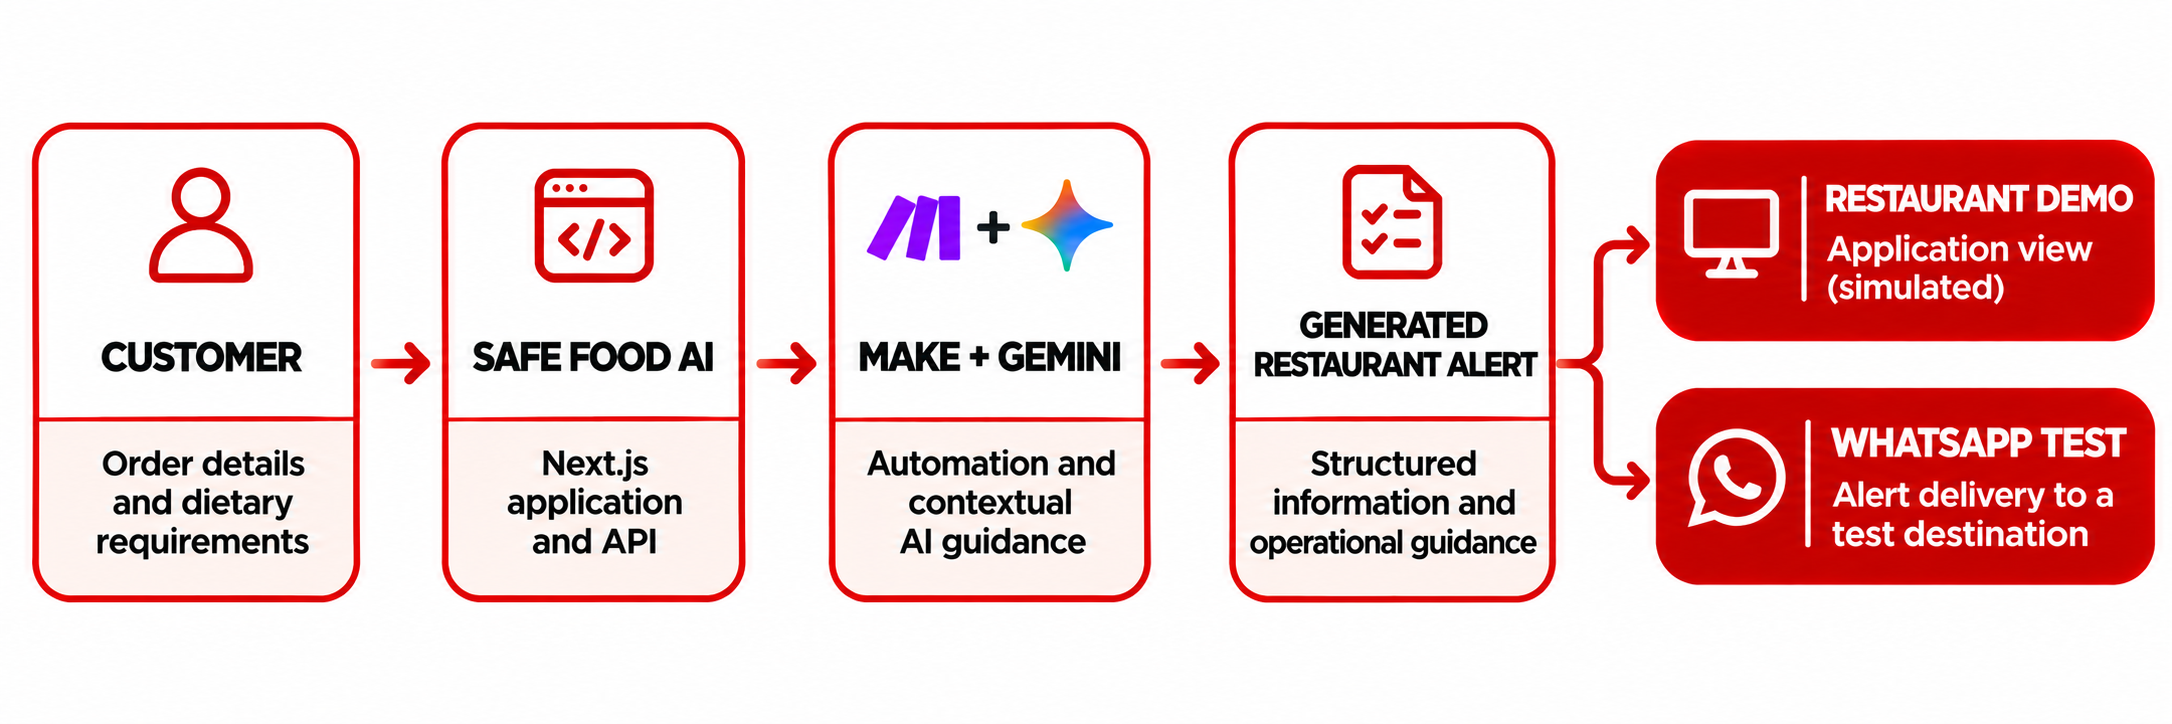 CUSTOMER
Order details
and dietary
requirements
SAFE FOOD AI
Next.js
application
and API
+
MAKE + GEMINI
Automation and
contextual
AI guidance
GENERATED
RESTAURANT ALERT
Structured
information and
operational guidance
RESTAURANT DEMO
Application view
(simulated)
WHATSAPP TEST
Alert delivery to a
test destination